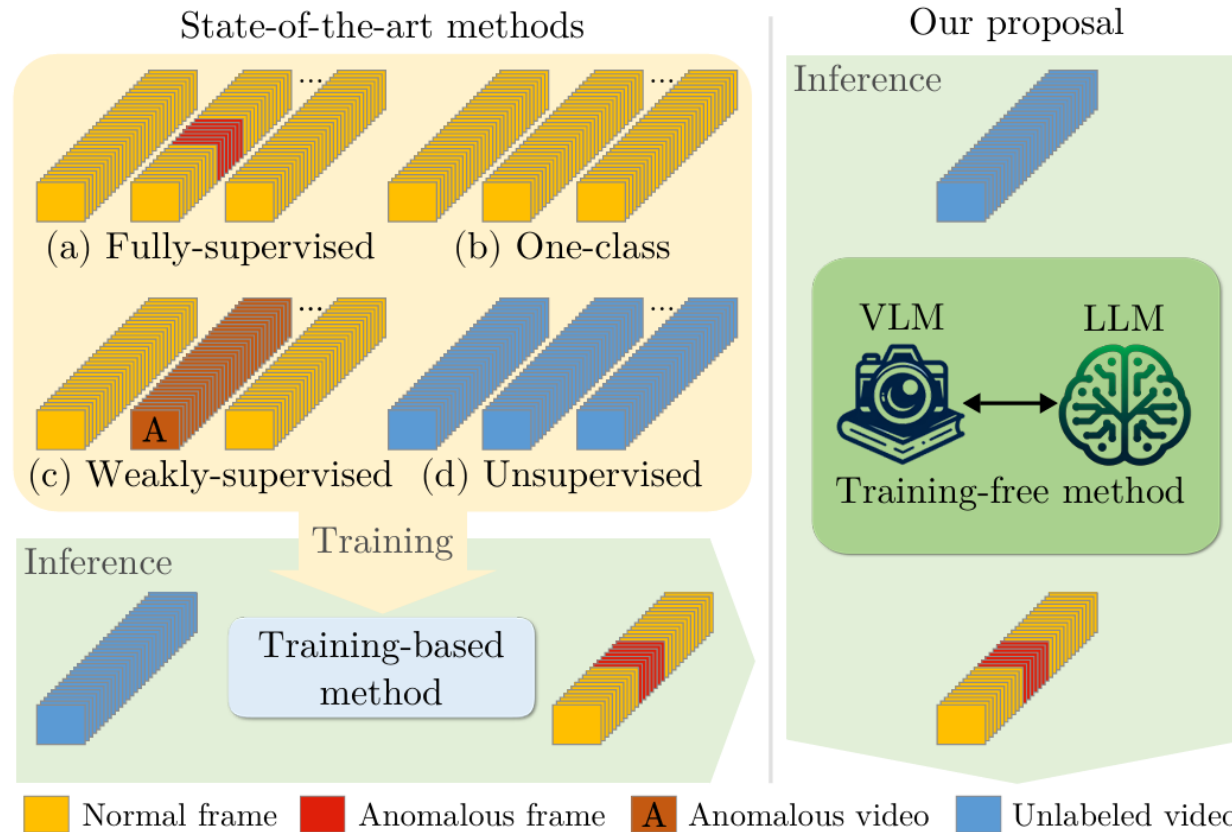 State-of-the-art methods
...
...
(a) Fully-supervised
(b) One-class
...
...
A
(c) Weakly-supervised
(d) Unsupervised
Training
Inference
Training-based
method
Our proposal
Inference
VLM
LLM
Training-free method
Normal frame
Anomalous frame
A
Anomalous video
Unlabeled video